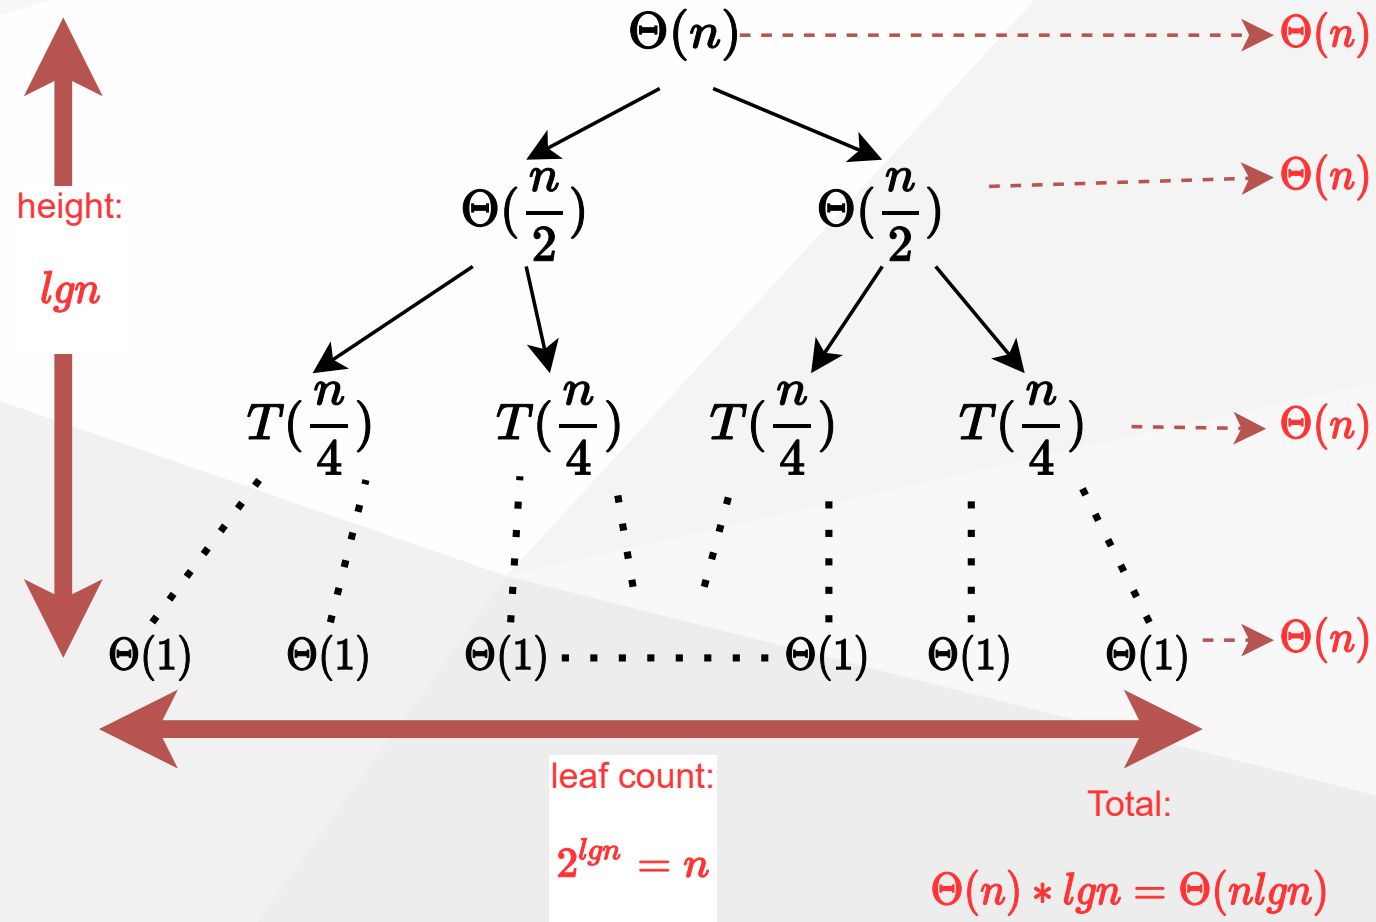 Θ(n) Θ(n)
height:
lgn
Θ(n/2) Θ(n/2) Θ(n)
T(n/4) T(n/4) T(n/4) T(n/4) Θ(n)
Θ(1) Θ(1) Θ(1) Θ(1) Θ(1) Θ(1) Θ(n)
leaf count:
2^{lgn} = n
Total:
Θ(n) * lgn = Θ(nlgn)